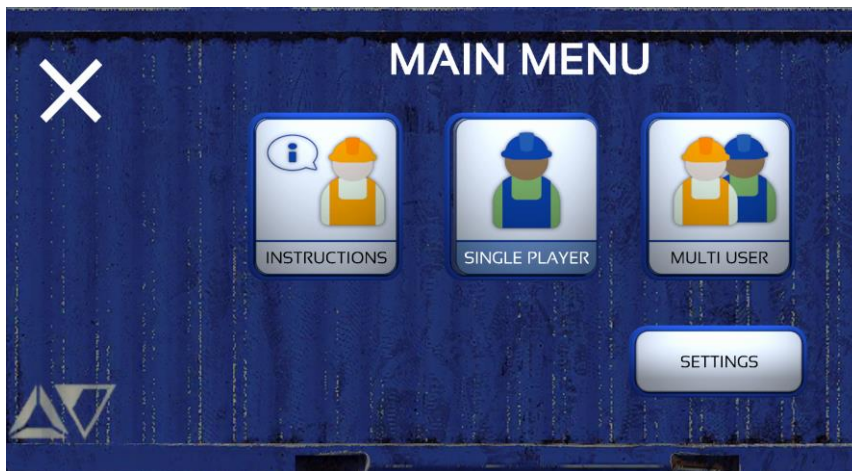 MAIN MENU
INSTRUCTIONS
SINGLE PLAYER
MULTI USER
SETTINGS